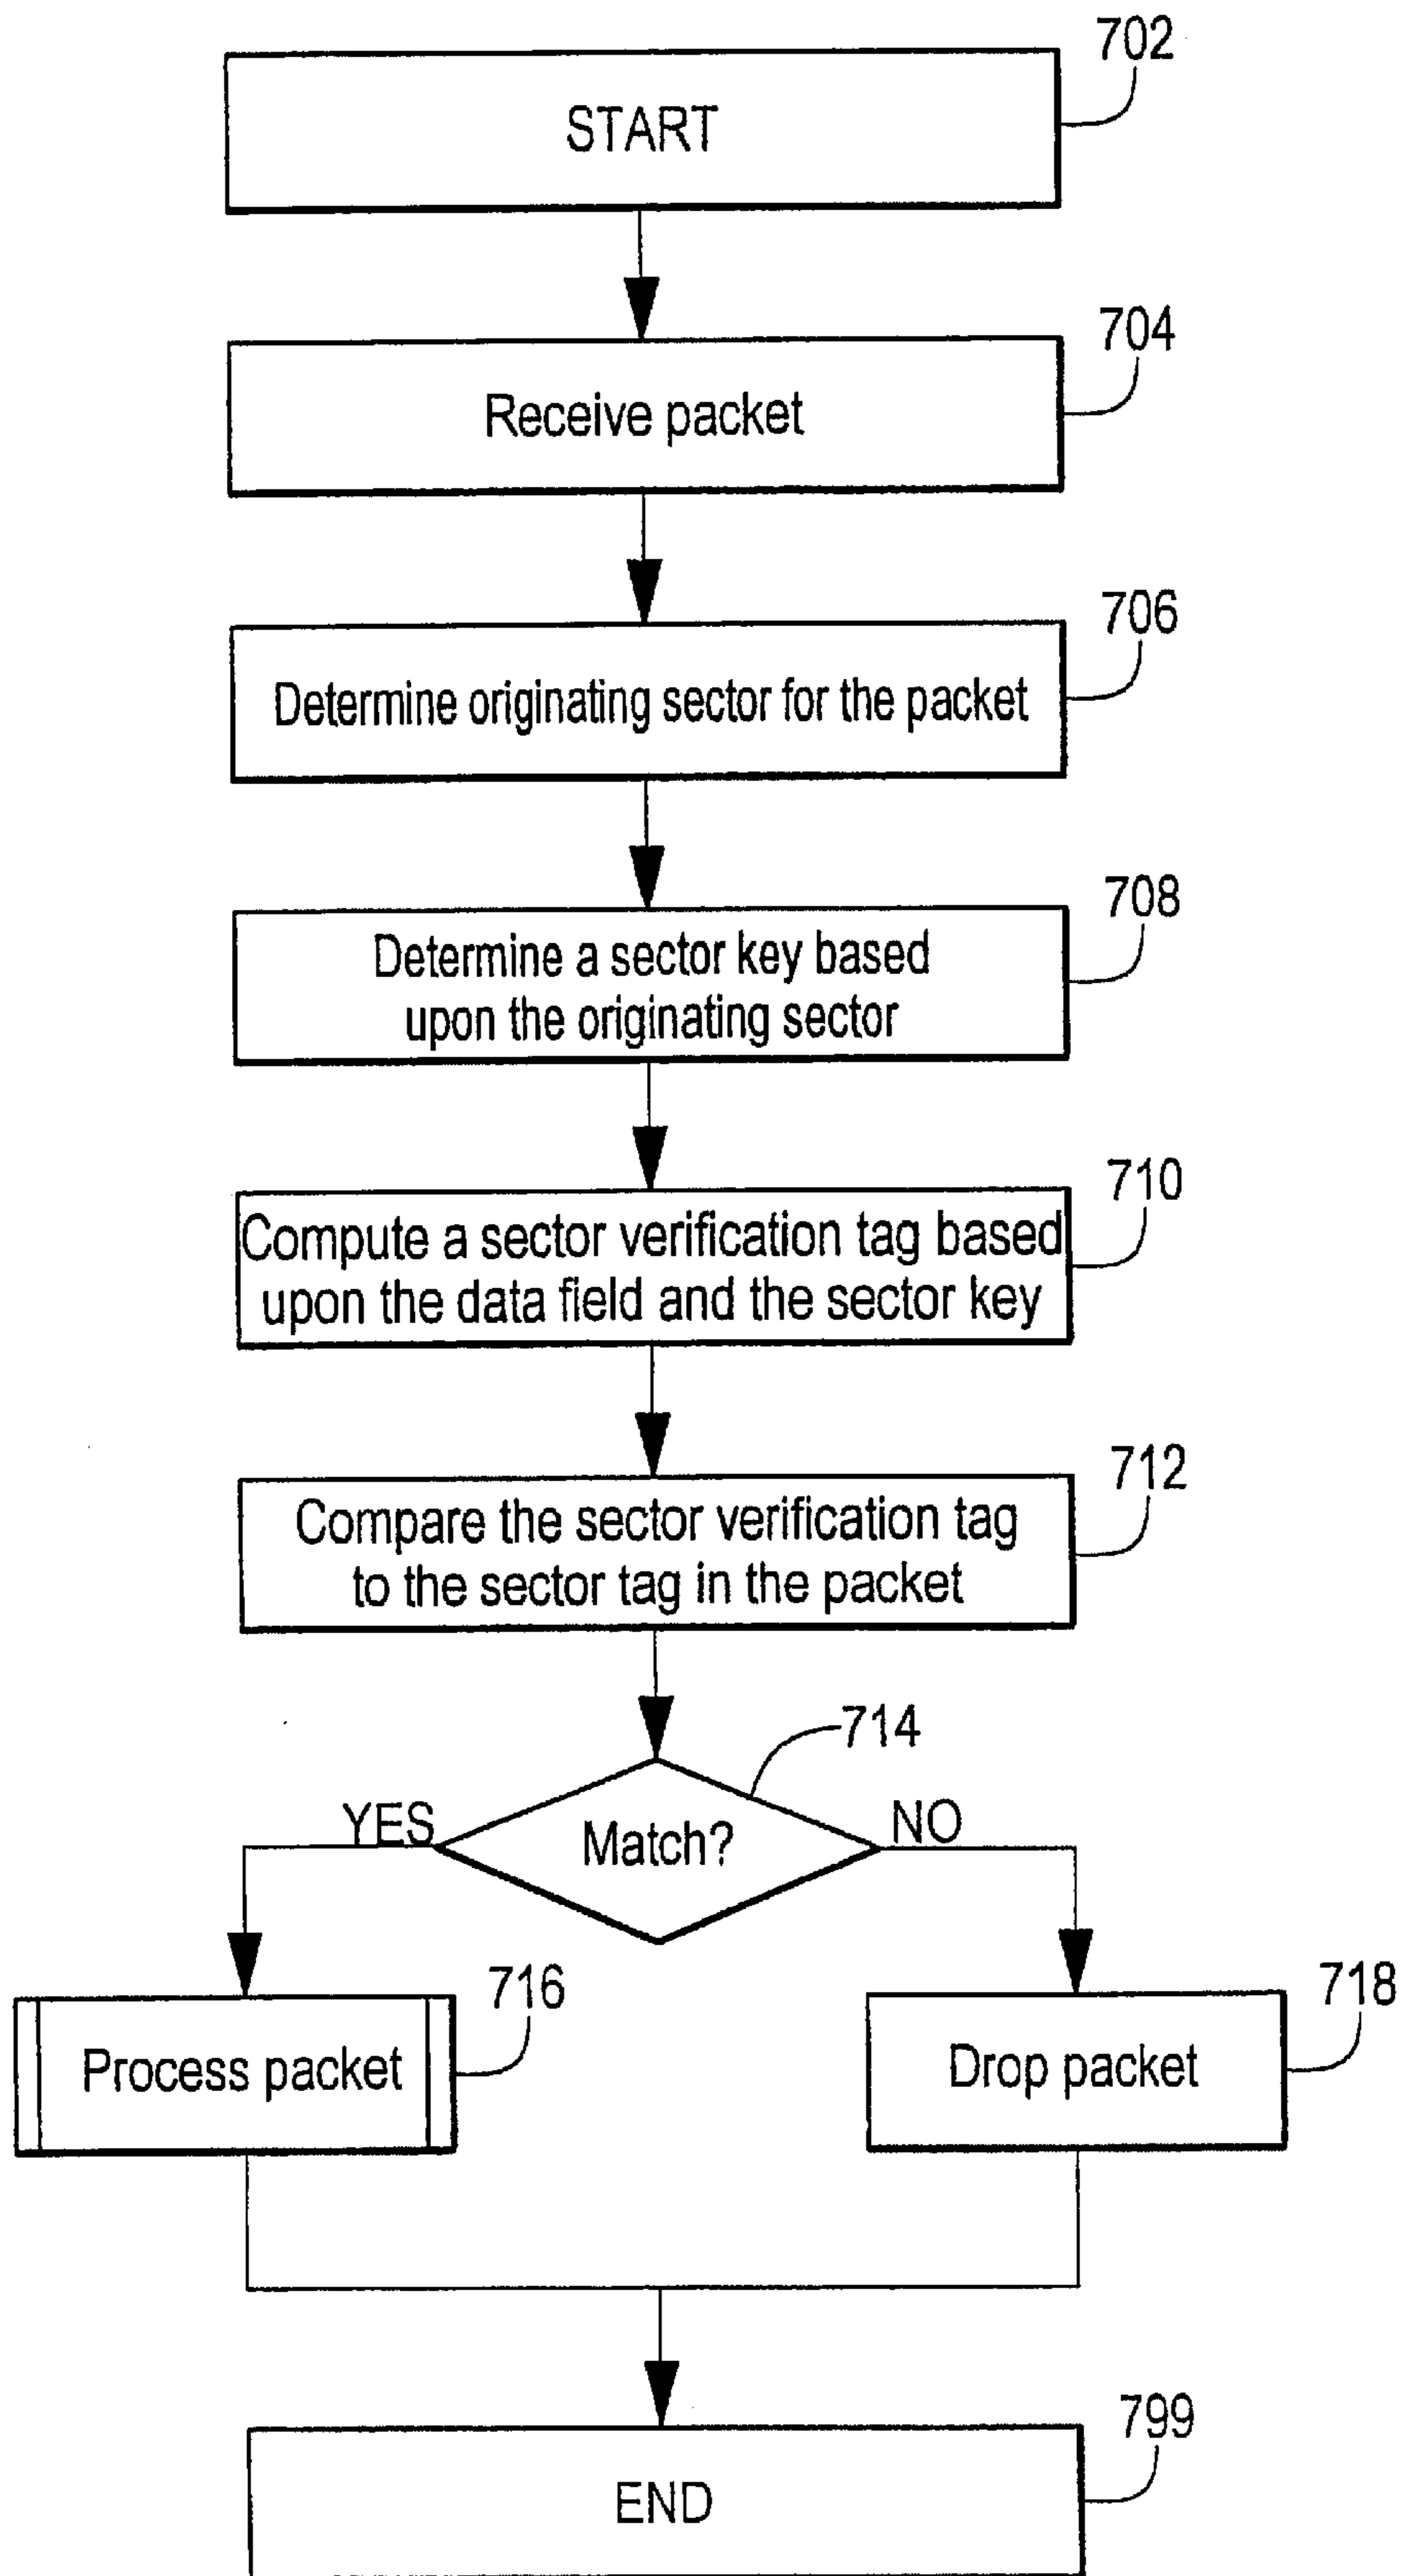 702
START
704
Receive packet
706
Determine originating sector for the packet
708
Determine a sector key based
upon the originating sector
710
Compute a sector verification tag based
upon the data field and the sector key
712
Compare the sector verification tag
to the sector tag in the packet
714
YES
Match?
NO
716
Process packet
718
Drop packet
799
END